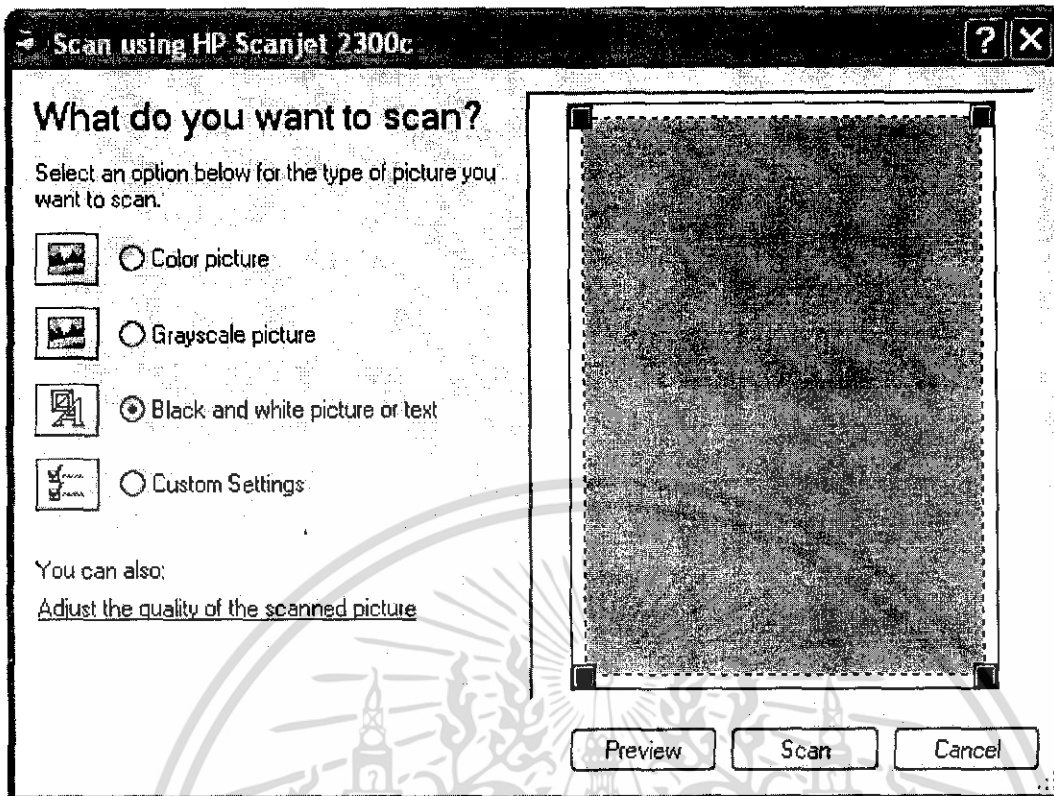 Scan using HP Scanjet 2300c
What do you want to scan?
Select an option below for the type of picture you
want to scan.
Color picture
Grayscale picture
Black and white picture or text
Custom Settings
You can also:
Adjust the quality of the scanned picture
Preview
Scan
Cancel